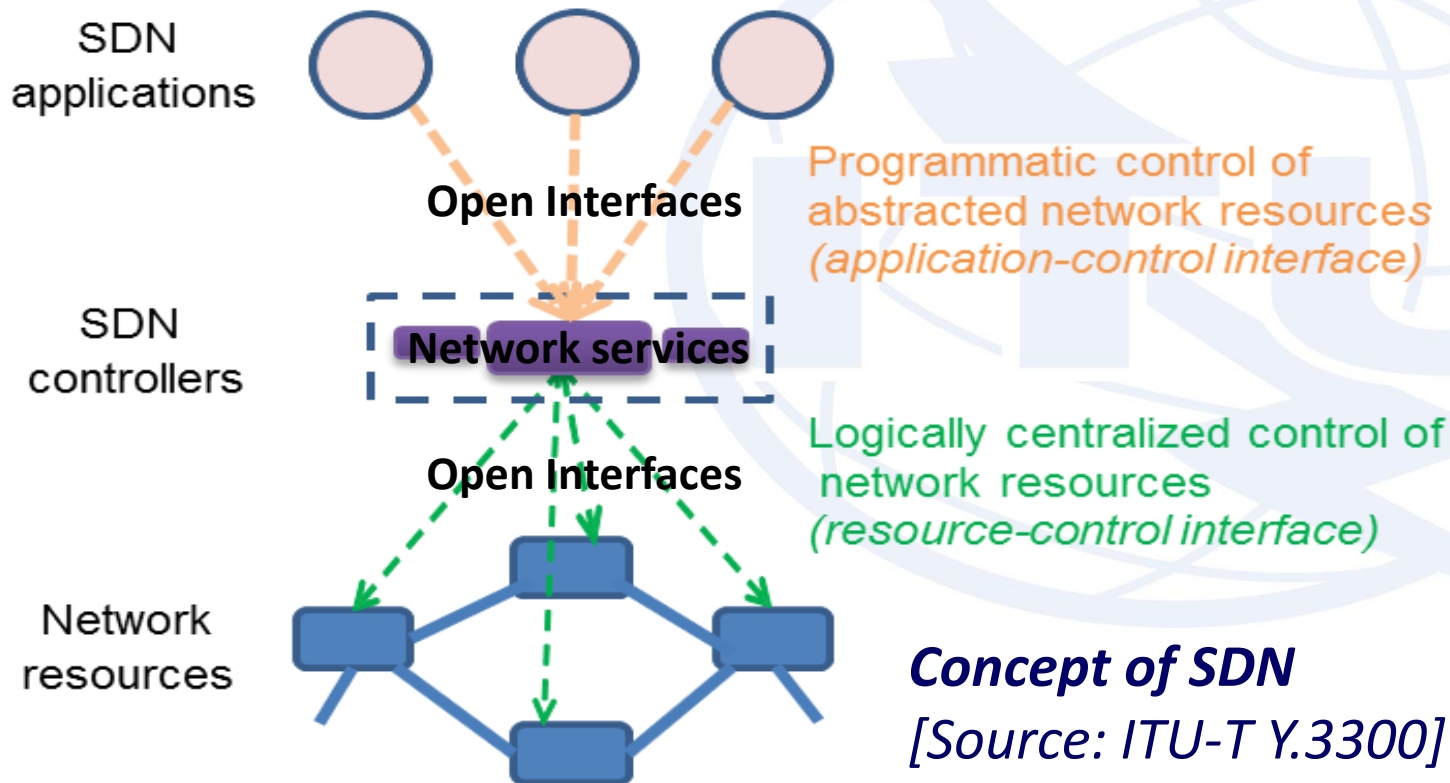 SDN
applications
Open Interfaces
Programmatic control of
abstracted network resources
(application-control interface)
SDN
controllers
Network services
Logically centralized control of
network resources
(resource-control interface)
Open Interfaces
Network
resources
Concept of SDN
[Source: ITU-T Y.3300]
ITU